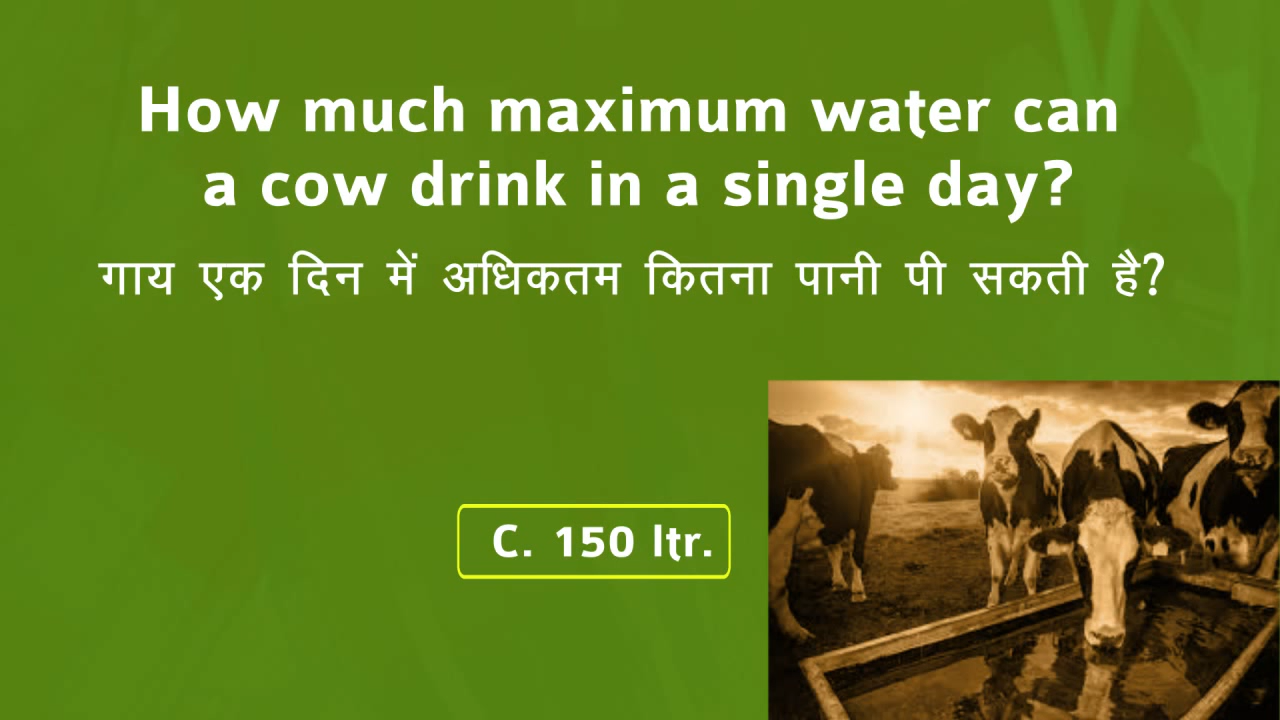 How much maximum water can
a cow drink in a single day?
गाय एक दिन में अधिकतम कितना पानी पी सकती है?
C. 150 ltr.